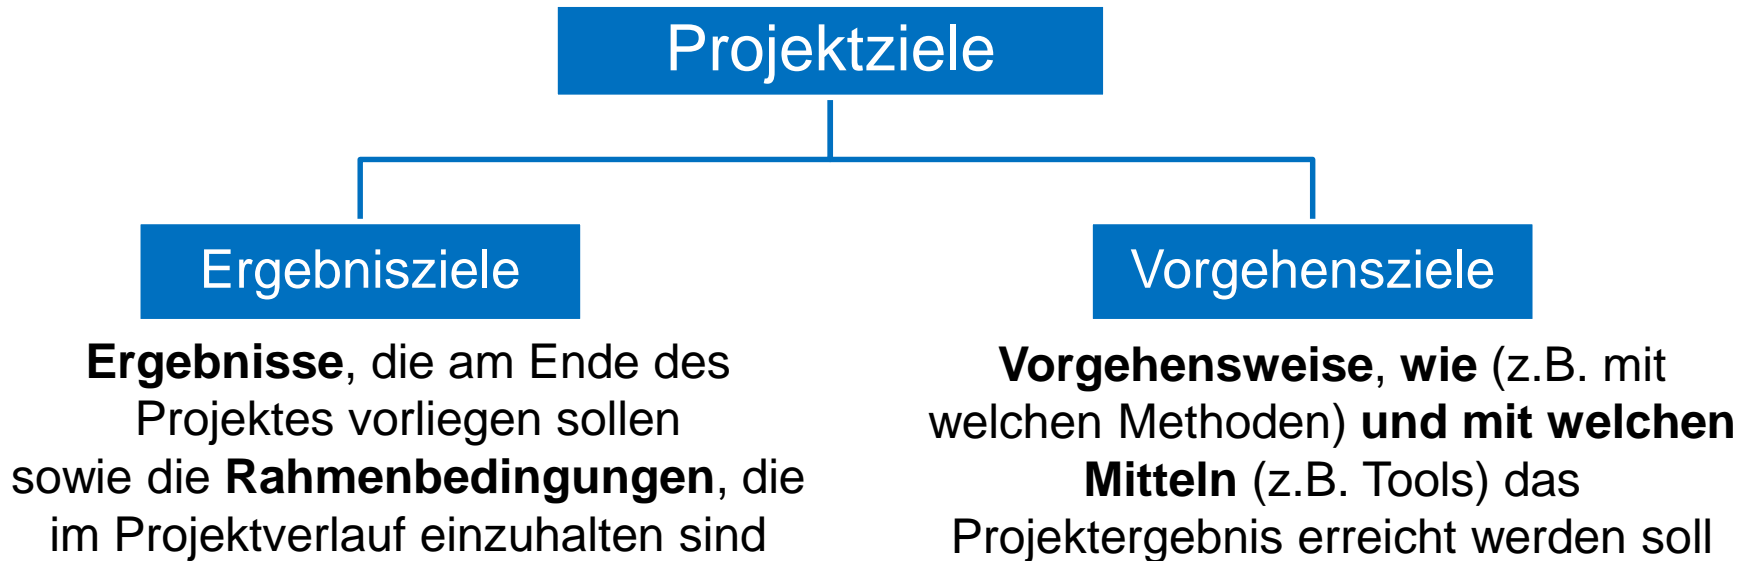 Projektziele
Ergebnisziele
Vorgehensziele
Ergebnisse, die am Ende des
Projektes vorliegen sollen
sowie die Rahmenbedingungen, die
im Projektverlauf einzuhalten sind
Vorgehensweise, wie (z.B. mit
welchen Methoden) und mit welchen
Mitteln (z.B. Tools) das
Projektergebnis erreicht werden soll